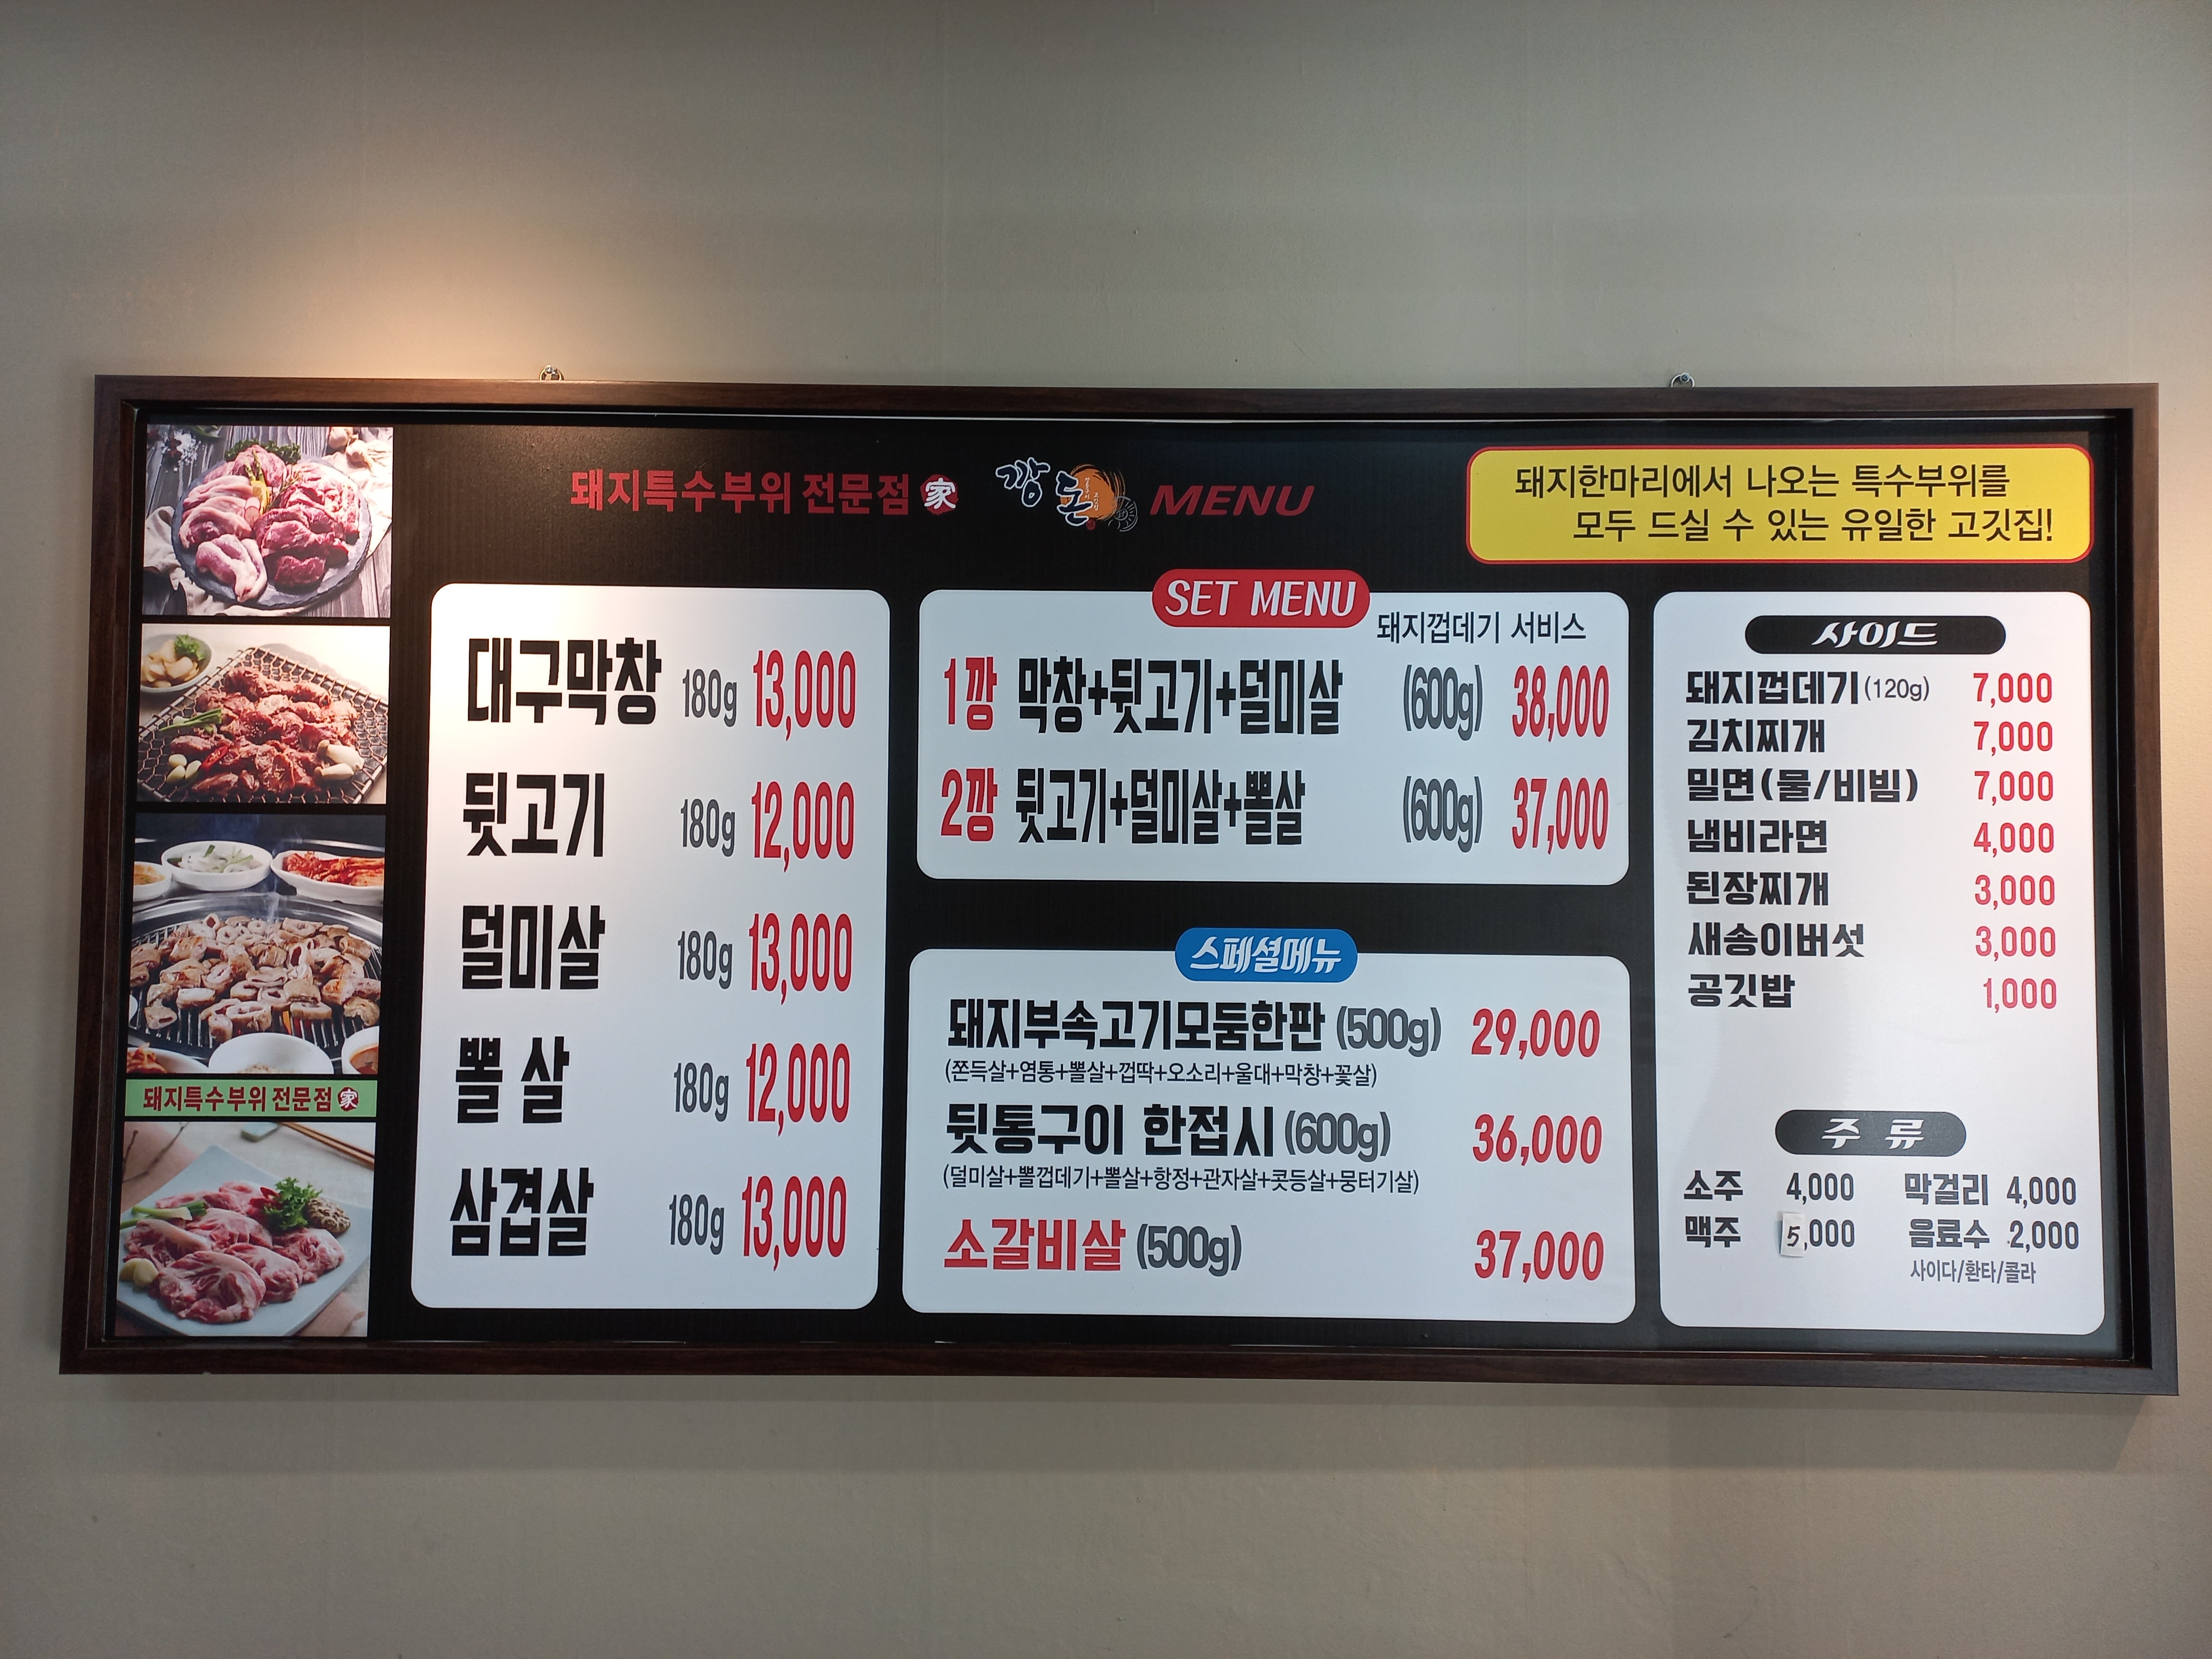 돼지특수부위 전문점 家
깡돈 MENU
돼지한마리에서 나오는 특수부위를
모두 드실 수 있는 유일한 고깃집!
대구막창 180g 13,000
뒷고기 180g 12,000
덜미살 180g 13,000
뽈살 180g 12,000
삼겹살 180g 13,000
SET MENU
돼지껍데기 서비스
1깡 막창+뒷고기+덜미살 (600g) 38,000
2깡 뒷고기+덜미살+뽈살 (600g) 37,000
스페셜메뉴
돼지부속고기모둠한판 (500g) 29,000
(쫀득살+염통+뽈살+껍딱+오소리+울대+막창+꽃살)
뒷통구이 한접시 (600g) 36,000
(덜미살+뽈껍데기+뽈살+항정+관자살+콧등살+뭉터기살)
소갈비살 (500g) 37,000
사이드
돼지껍데기 (120g) 7,000
김치찌개 7,000
밀면(물/비빔) 7,000
냄비라면 4,000
된장찌개 3,000
새송이버섯 3,000
공깃밥 1,000
주류
소주 4,000 막걸리 4,000
맥주 5,000 음료수 2,000
사이다/환타/콜라
돼지특수부위 전문점 家